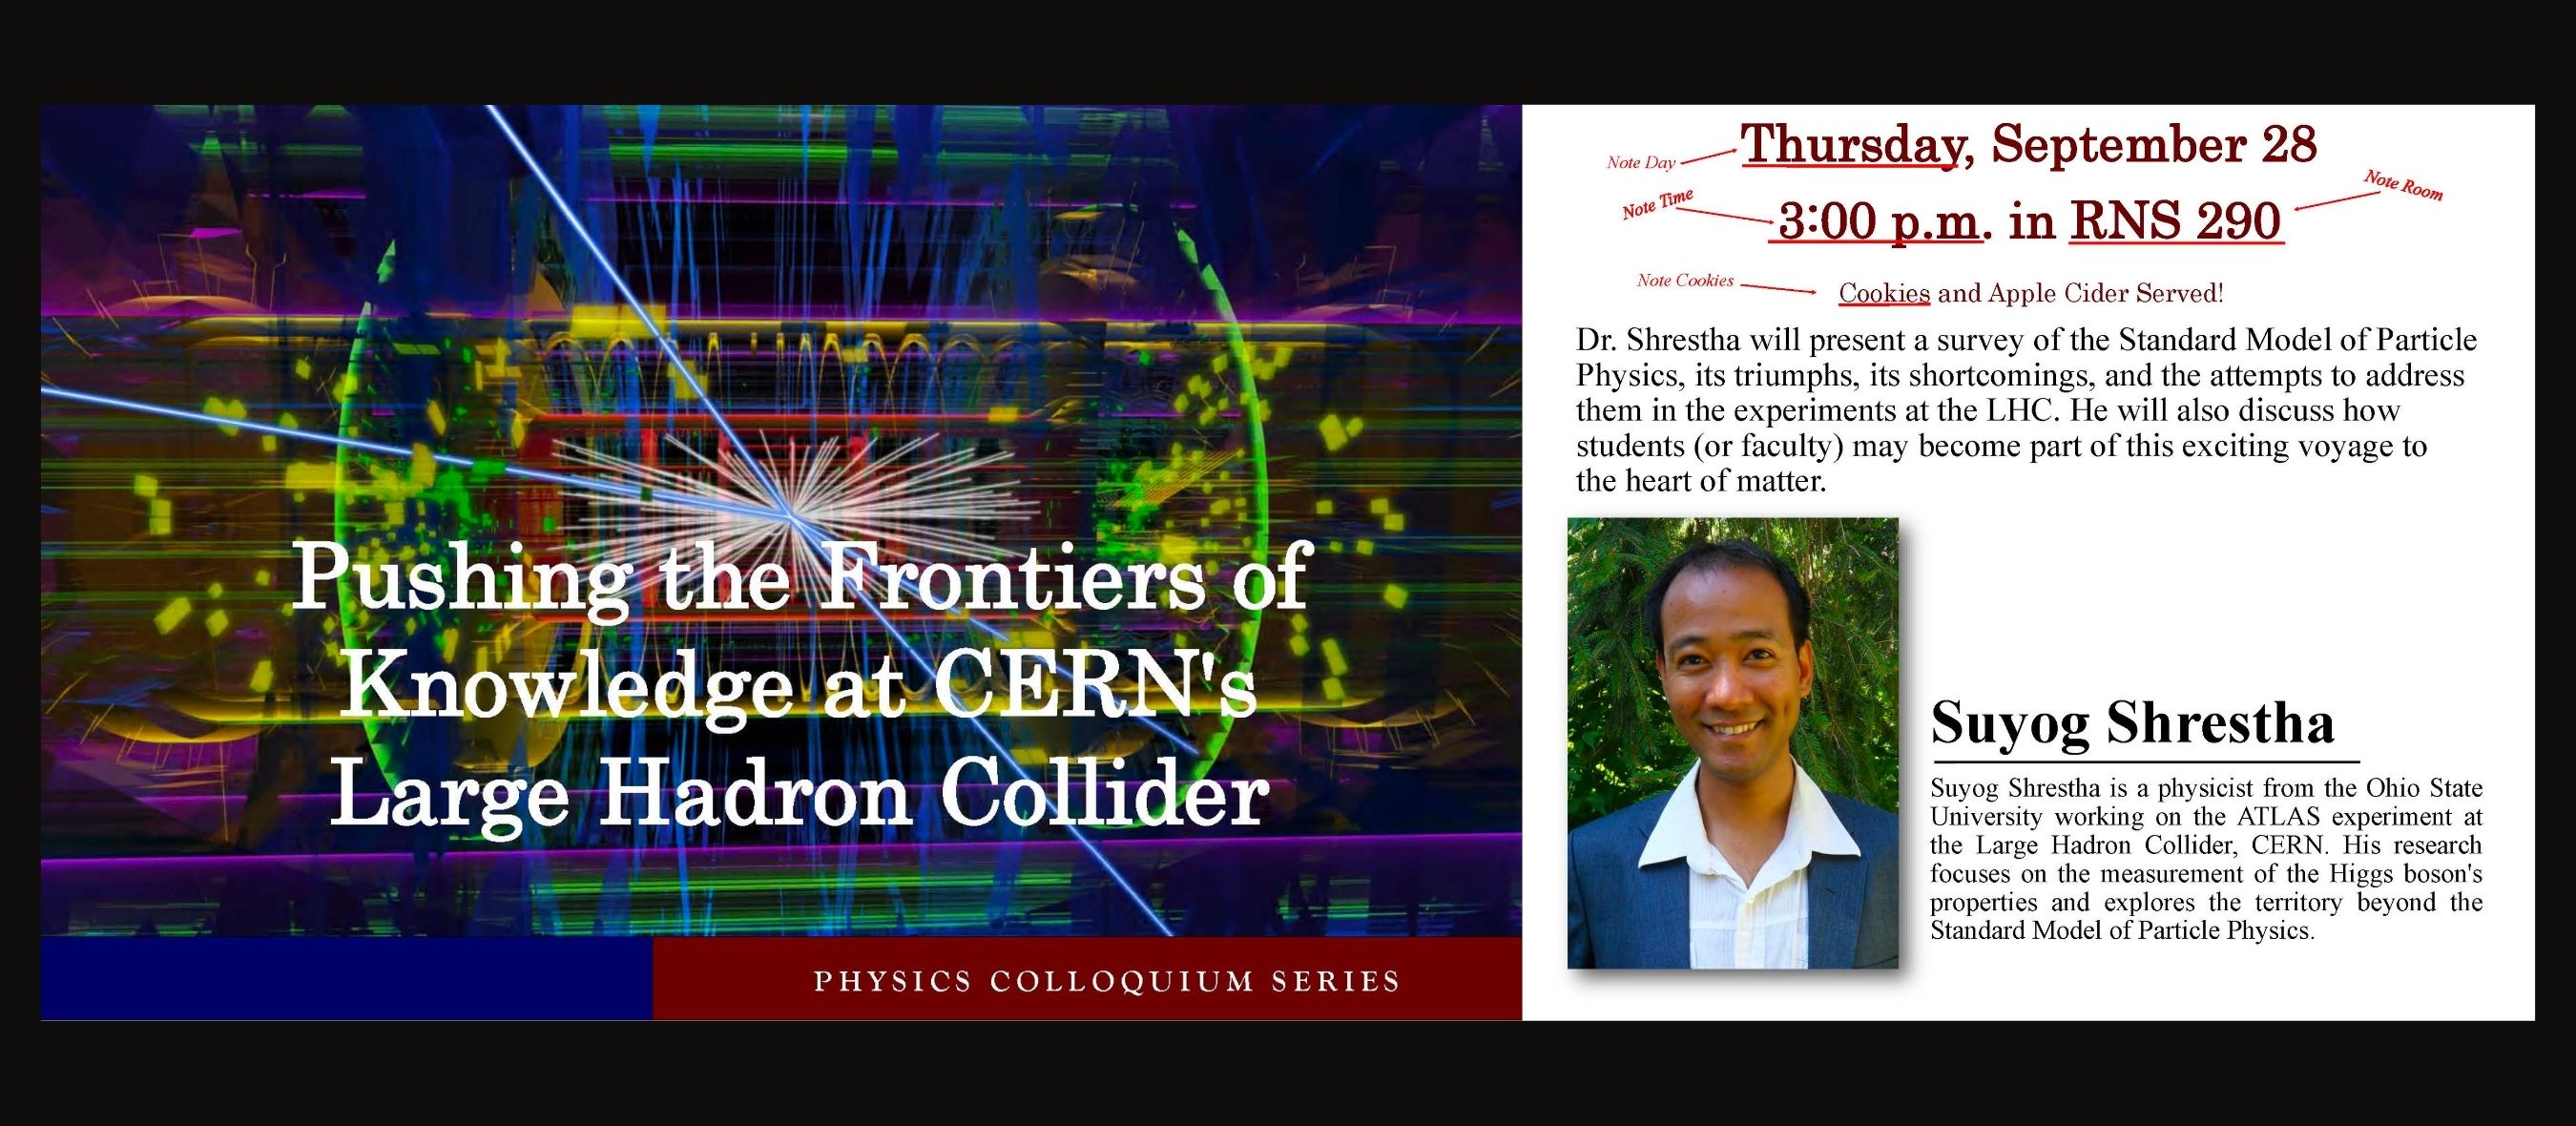 Pushing the Frontiers of
Knowledge at CERN's
Large Hadron Collider
PHYSICS COLLOQUIUM SERIES
Note Day
Thursday, September 28
Note Time
3:00 p.m. in RNS 290
Note Room
Note Cookies
Cookies and Apple Cider Served!
Dr. Shrestha will present a survey of the Standard Model of Particle
Physics, its triumphs, its shortcomings, and the attempts to address
them in the experiments at the LHC. He will also discuss how
students (or faculty) may become part of this exciting voyage to
the heart of matter.
Suyog Shrestha
Suyog Shrestha is a physicist from the Ohio State
University working on the ATLAS experiment at
the Large Hadron Collider, CERN. His research
focuses on the measurement of the Higgs boson's
properties and explores the territory beyond the
Standard Model of Particle Physics.